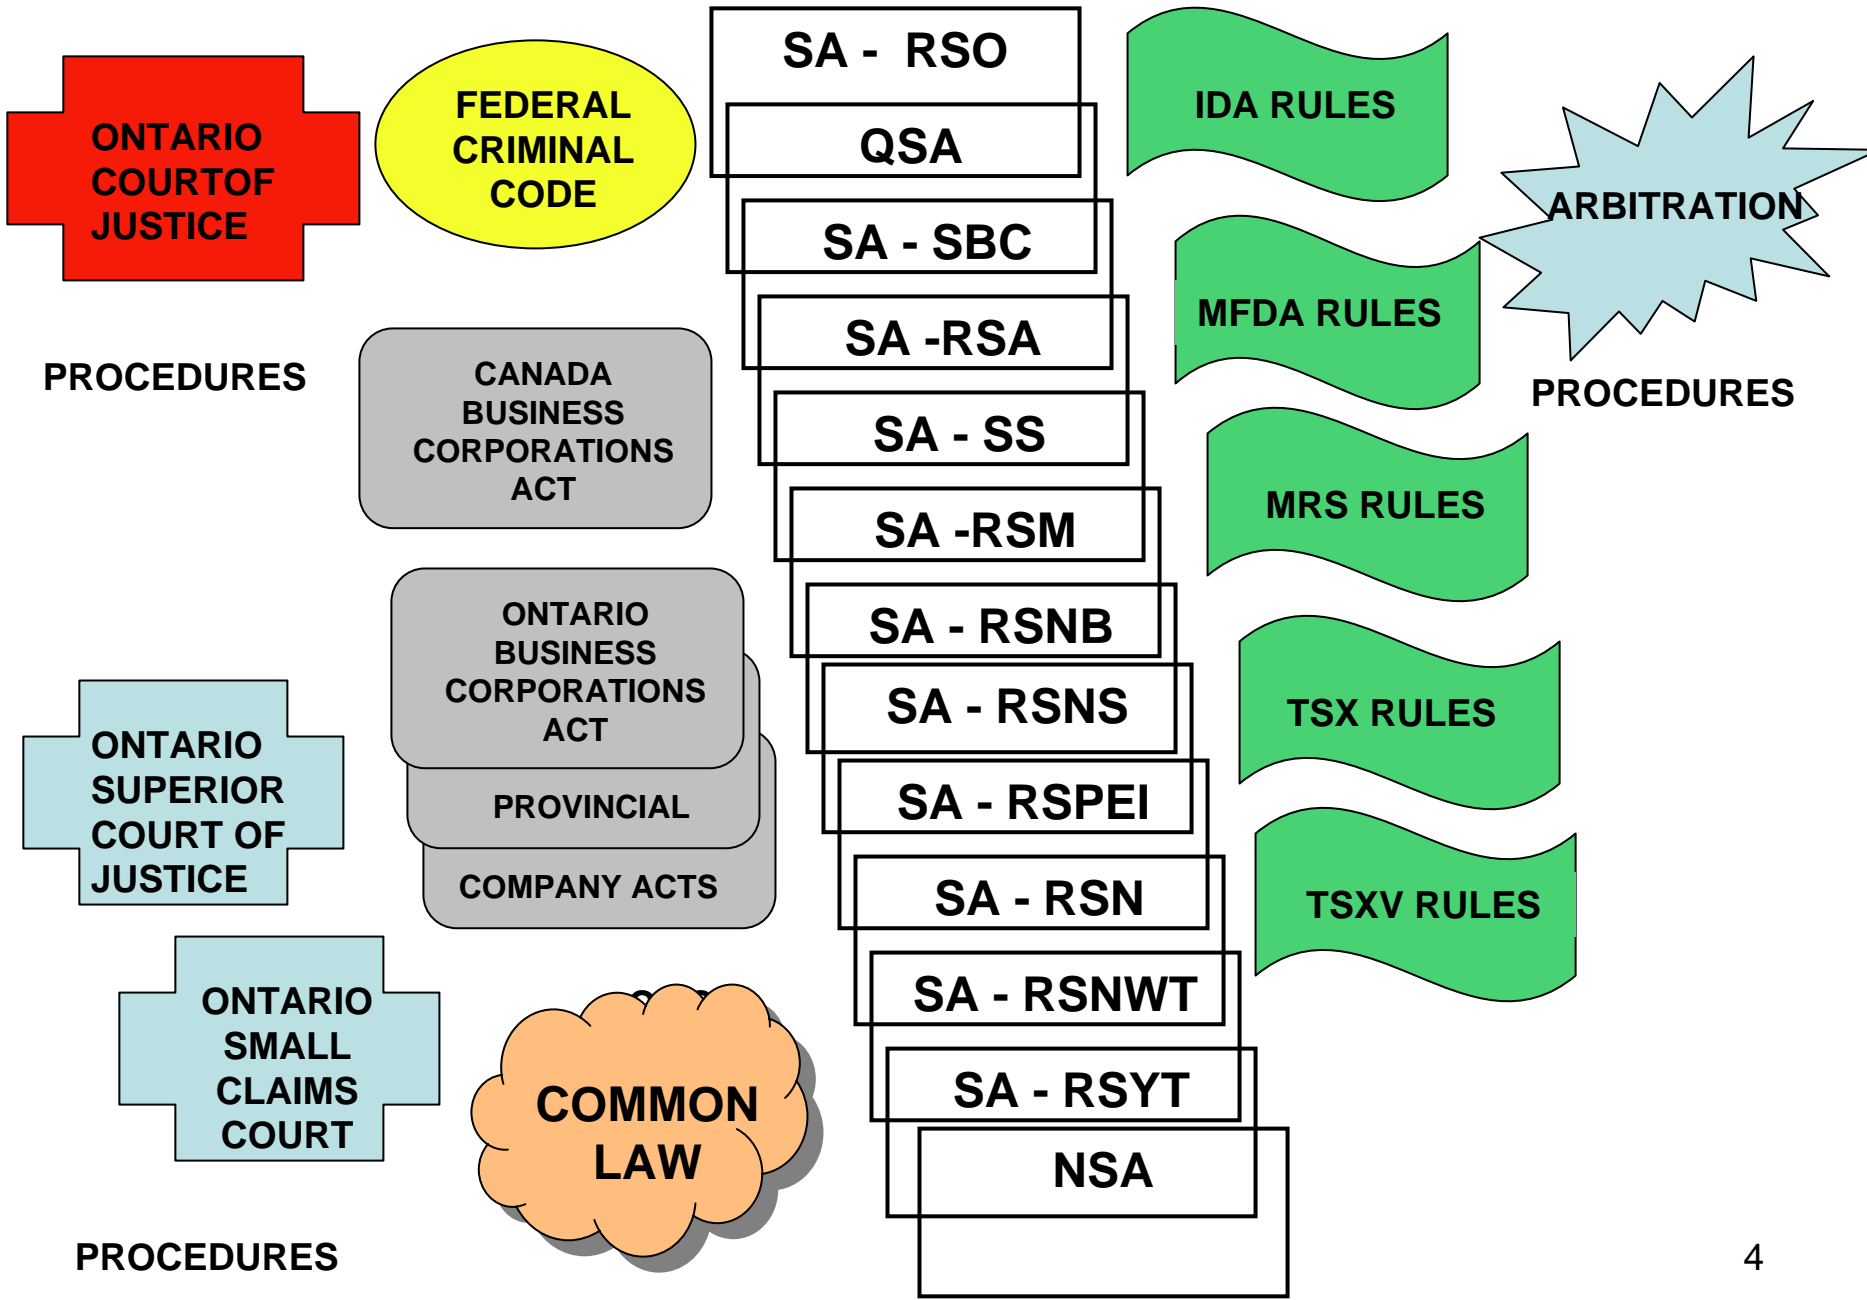 ONTARIO
COURTOF
JUSTICE
PROCEDURES
FEDERAL
CRIMINAL
CODE
CANADA
BUSINESS
CORPORATIONS
ACT
ONTARIO
BUSINESS
CORPORATIONS
ACT
PROVINCIAL
COMPANY ACTS
ONTARIO
SUPERIOR
COURT OF
JUSTICE
ONTARIO
SMALL
CLAIMS
COURT
PROCEDURES
COMMON
LAW
SA - RSO
QSA
SA - SBC
SA -RSA
SA - SS
SA -RSM
SA - RSNB
SA - RSNS
SA - RSPEI
SA - RSN
SA - RSNWT
SA - RSYT
NSA
IDA RULES
MFDA RULES
MRS RULES
TSX RULES
TSXV RULES
ARBITRATION
PROCEDURES
4